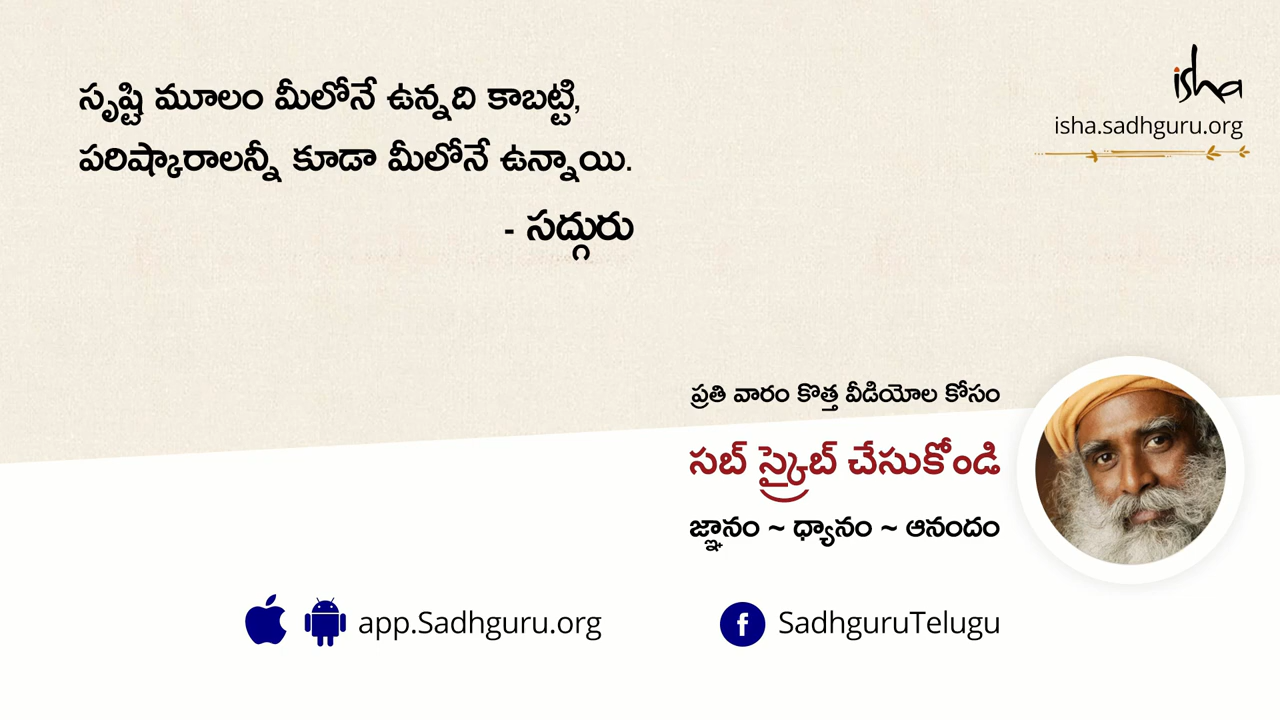 సృష్టి మూలం మీలోనే ఉన్నది కాబట్టి,
పరిష్కారాలన్నీ కూడా మీలోనే ఉన్నాయి.
- సద్గురు
isha
isha.sadhguru.org
ప్రతి వారం కొత్త వీడియోల కోసం
సబ్ స్క్రైబ్ చేసుకోండి
జ్ఞానం ~ ధ్యానం ~ ఆనందం
app.Sadhguru.org
f SadhguruTelugu